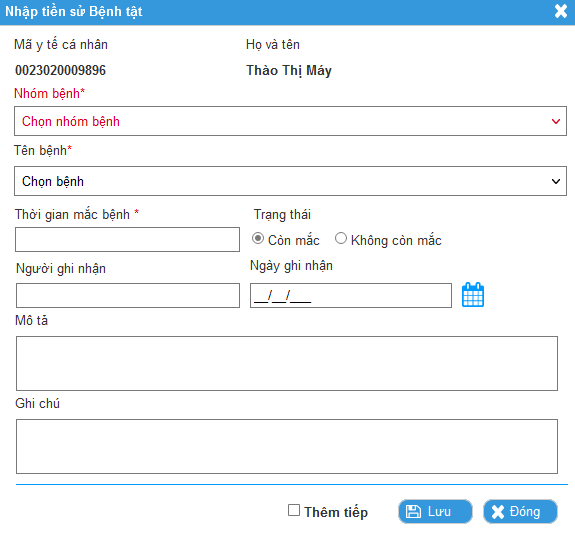 Nhập tiền sử Bệnh tật
Mã y tế cá nhân Họ và tên
0023020009896 Thào Thị Máy
Nhóm bệnh*
Chọn nhóm bệnh
Tên bệnh*
Chọn bệnh
Thời gian mắc bệnh * Trạng thái
Còn mắc Không còn mắc
Người ghi nhận Ngày ghi nhận
__/__/___
Mô tả
Ghi chú
Thêm tiếp Lưu Đóng